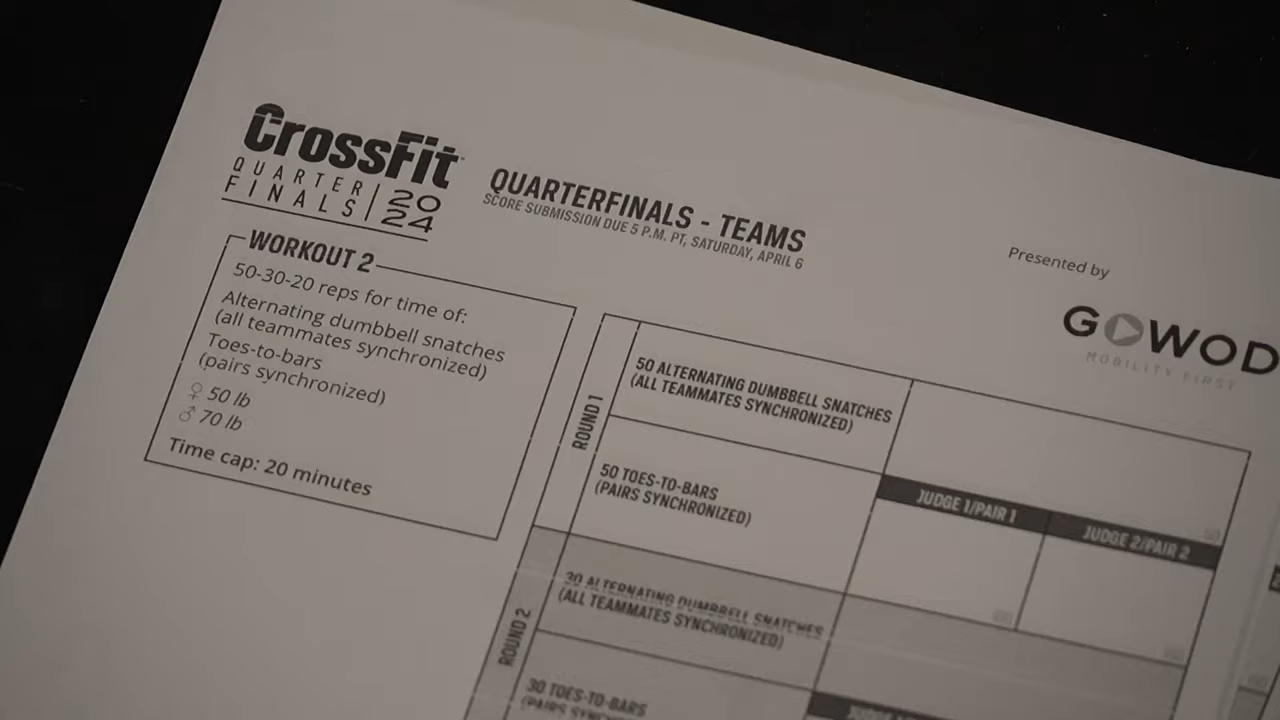 CrossFit
QUARTER
FINALS
20
24
QUARTERFINALS - TEAMS
SCORE SUBMISSION DUE 5 P.M. PT, SATURDAY, APRIL 6
Presented by
GOWOD
MOBILITY FIRST
WORKOUT 2
50-30-20 reps for time of:
Alternating dumbbell snatches
(all teammates synchronized)
Toes-to-bars
(pairs synchronized)
♀ 50 lb
♂ 70 lb
Time cap: 20 minutes
ROUND 1
50 ALTERNATING DUMBBELL SNATCHES
(ALL TEAMMATES SYNCHRONIZED)
50 TOES-TO-BARS
(PAIRS SYNCHRONIZED)
JUDGE 1/PAIR 1
JUDGE 2/PAIR 2
ROUND 2
30 ALTERNATING DUMBBELL SNATCHES
(ALL TEAMMATES SYNCHRONIZED)
30 TOES-TO-BARS
(PAIRS SYNCHRONIZED)